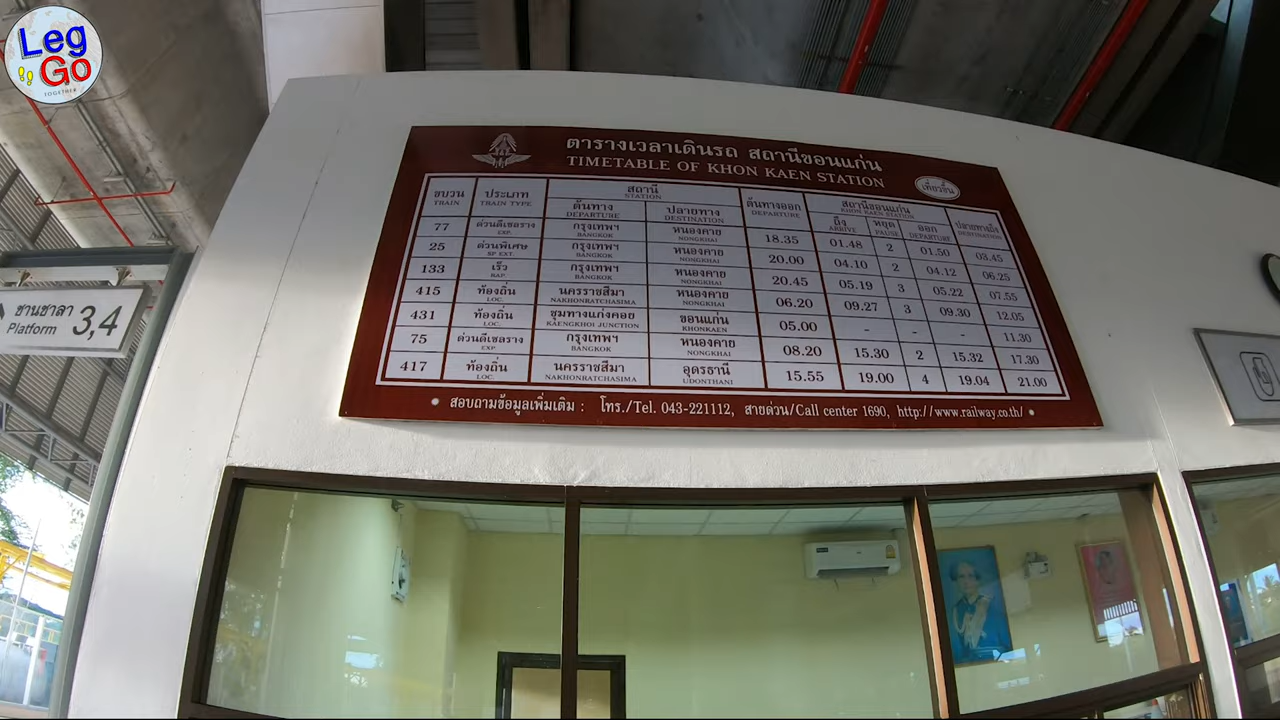 Leg
Go
TOGETHER
ชานชาลา
Platform 3,4
ตารางเวลาเดินรถ สถานีขอนแก่น
TIMETABLE OF KHON KAEN STATION
เที่ยวขึ้น
ขบวน ประเภท สถานี ต้นทางออก สถานีขอนแก่น ปลายทางถึง
TRAIN TRAIN TYPE STATION DEPARTURE KHON KAEN STATION DESTINATION
ต้นทาง ปลายทาง ถึง หยุด ออก
DEPARTURE DESTINATION ARRIVE PAUSE DEPARTURE
77 ด่วนดีเซลราง กรุงเทพฯ หนองคาย 18.35 01.48 2 01.50 03.45
EXP. BANGKOK NONGKHAI
25 ด่วนพิเศษ กรุงเทพฯ หนองคาย 20.00 04.10 2 04.12 06.25
SP EXT. BANGKOK NONGKHAI
133 เร็ว กรุงเทพฯ หนองคาย 20.45 05.19 3 05.22 07.55
RAP. BANGKOK NONGKHAI
415 ท้องถิ่น นครราชสีมา หนองคาย 06.20 09.27 3 09.30 12.05
LOC. NAKHONRATCHASIMA NONGKHAI
431 ท้องถิ่น ชุมทางแก่งคอย ขอนแก่น 05.00 - - - 11.30
LOC. KAENGKHOI JUNCTION KHONKAEN
75 ด่วนดีเซลราง กรุงเทพฯ หนองคาย 08.20 15.30 2 15.32 17.30
EXP. BANGKOK NONGKHAI
417 ท้องถิ่น นครราชสีมา อุดรธานี 15.55 19.00 4 19.04 21.00
LOC. NAKHONRATCHASIMA UDONTHANI
• สอบถามข้อมูลเพิ่มเติม : โทร./Tel. 043-221112, สายด่วน/Call center 1690, http://www.railway.co.th/ •